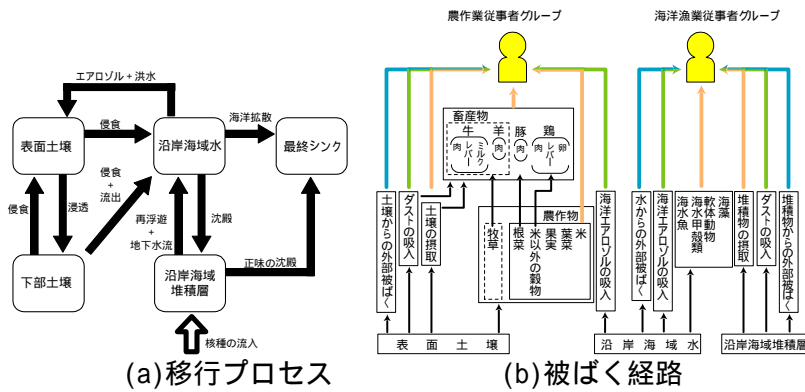 エアロゾル + 洪水
表面土壌
侵食
沿岸海域水
海洋拡散
最終シンク
侵食
浸透
侵食
+
流出
再浮遊
+
地下水流
沈殿
下部土壌
沿岸海域
堆積層
正味の沈殿
核種の流入
(a)移行プロセス
農作業従事者グループ
畜産物
牛
肉
レバー
ミルク
羊
肉
豚
肉
鶏
肉
レバー
卵
土壌からの外部被ばく
ダストの吸入
土壌の摂取
農作物
牧草
根菜
米以外の穀物
果実
葉菜
米
海洋エアロゾルの吸入
表面土壌
海洋漁業従事者グループ
水からの外部被ばく
海洋エアロゾルの吸入
海水魚
海水甲殻類
軟体動物
海藻
堆積物の摂取
ダストの吸入
堆積物からの外部被ばく
沿岸海域水
沿岸海域堆積層
(b)被ばく経路